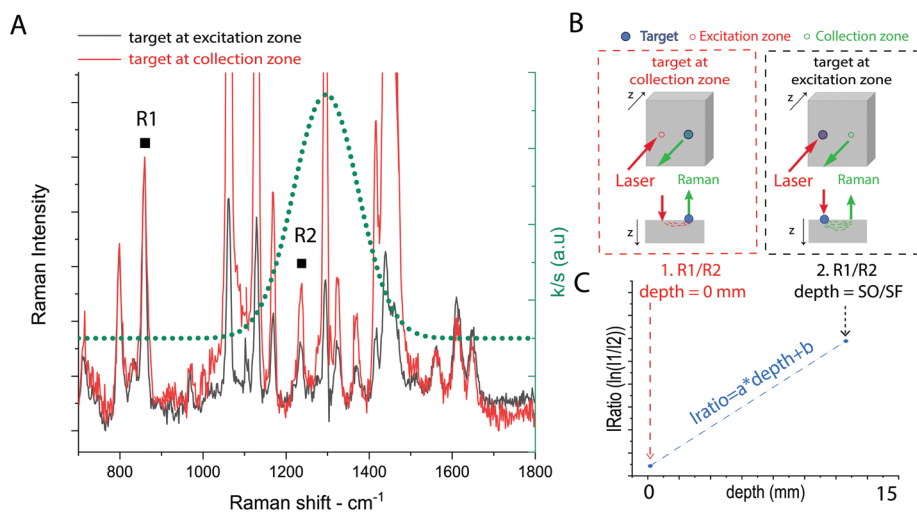 A
target at excitation zone
target at collection zone
R1
R2
Raman Intensity
k/s (a.u)
800
1000
1200
1400
1600
1800
Raman shift - cm⁻¹
B
Target
Excitation zone
Collection zone
target at
collection zone
z
Laser
Raman
z
target at
excitation zone
z
Laser
Raman
z
C
1. R1/R2
depth = 0 mm
2. R1/R2
depth = SO/SF
IRatio (ln(I1/I2))
Iratio=a*depth+b
0
depth (mm)
15